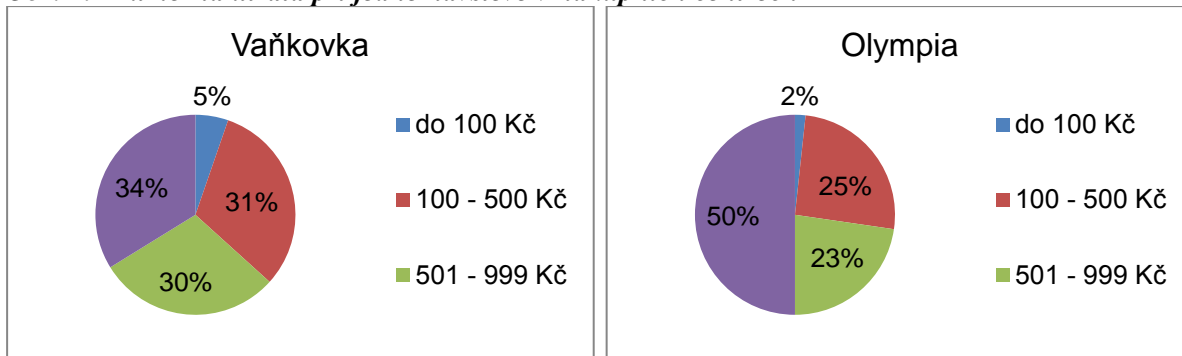 Vaňkovka
5%
34%
31%
30%
do 100 Kč
100 - 500 Kč
501 - 999 Kč
Olympia
2%
25%
50%
23%
do 100 Kč
100 - 500 Kč
501 - 999 Kč